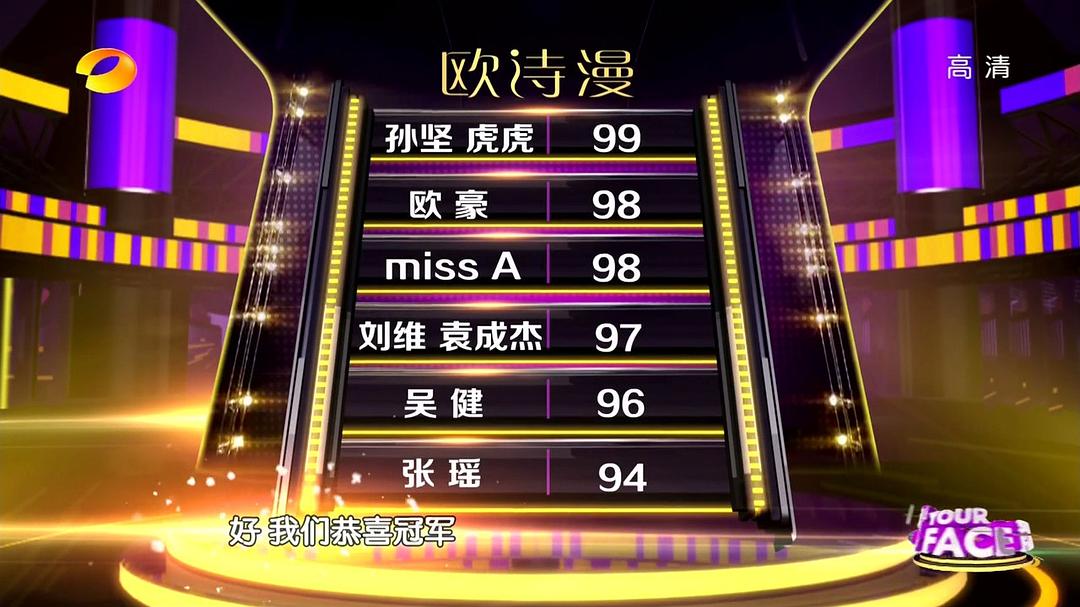 欧诗漫
高清
孙坚 虎虎 99
欧豪 98
miss A 98
刘维 袁成杰 97
吴健 96
张瑶 94
好 我们恭喜冠军
YOUR
FACE